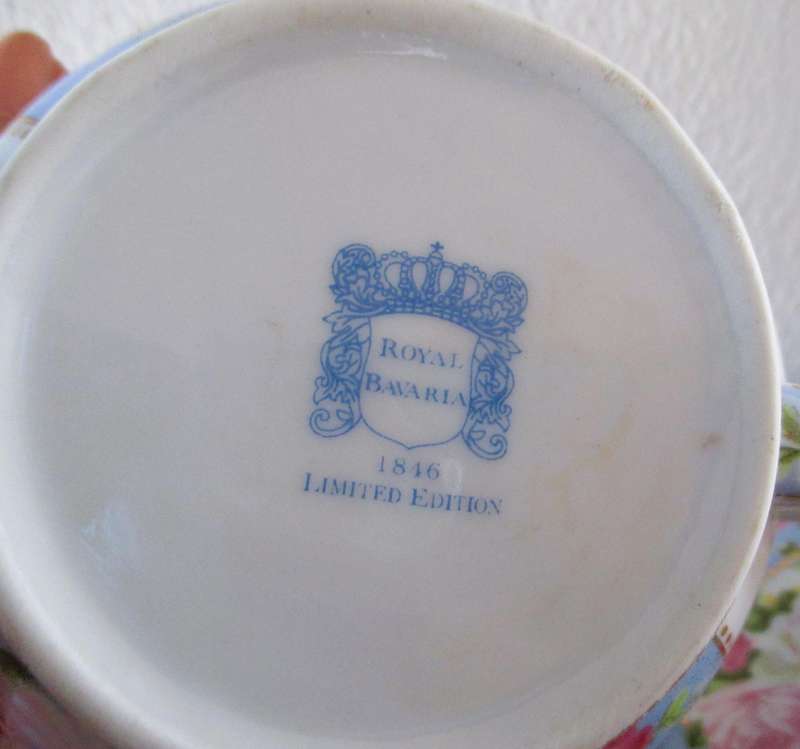 ROYAL
BAVARIA
1846
LIMITED EDITION